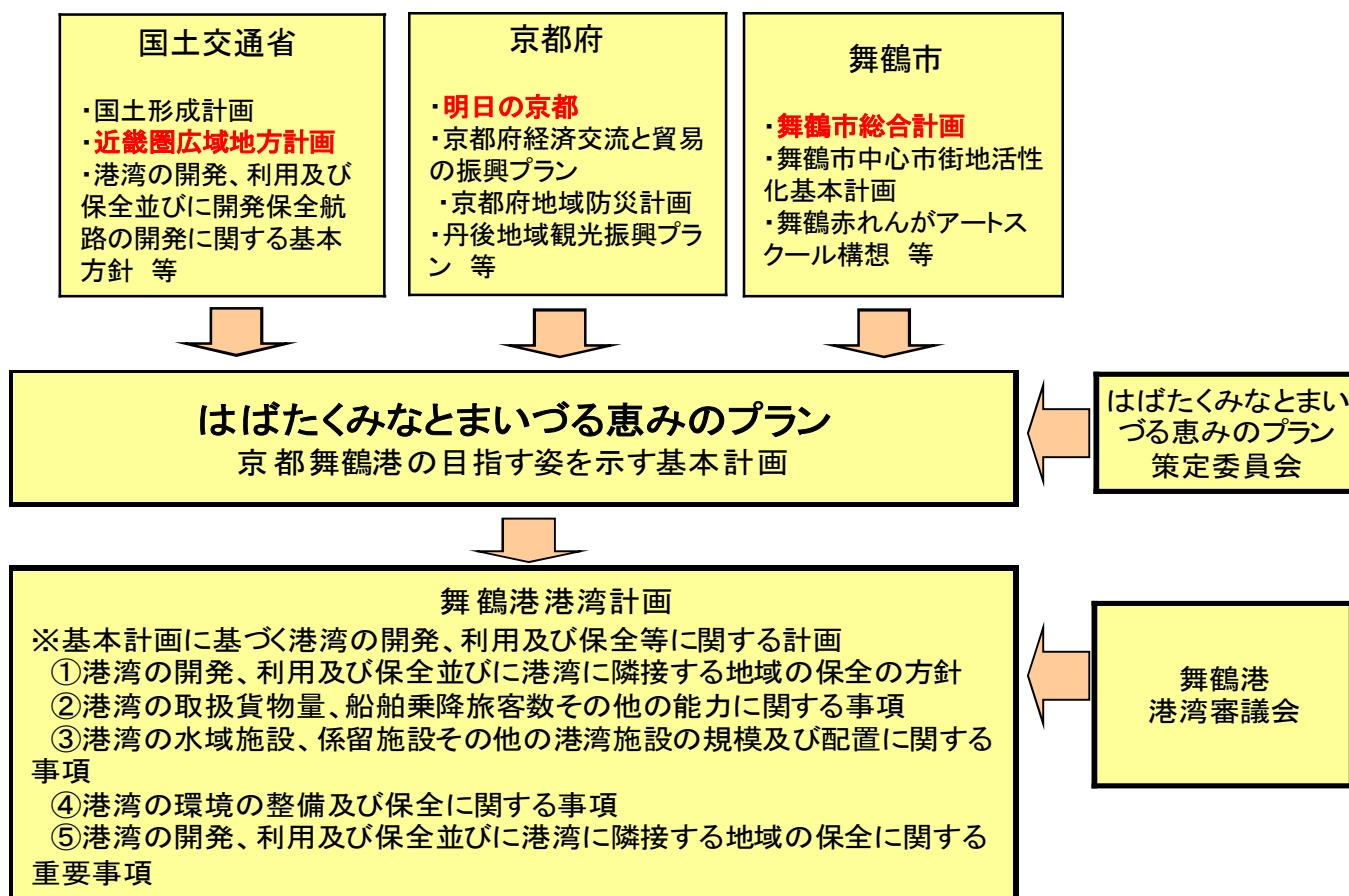 国土交通省
・国土形成計画
・近畿圏広域地方計画
・港湾の開発、利用及び
保全並びに開発保全航
路の開発に関する基本
方針　等
京都府
・明日の京都
・京都府経済交流と貿易
の振興プラン
・京都府地域防災計画
・丹後地域観光振興プラ
ン　等
舞鶴市
・舞鶴市総合計画
・舞鶴市中心市街地活性
化基本計画
・舞鶴赤れんがアートス
クール構想　等
はばたくみなとまいづる恵みのプラン
京都舞鶴港の目指す姿を示す基本計画
はばたくみなとまい
づる恵みのプラン
策定委員会
舞鶴港港湾計画
※基本計画に基づく港湾の開発、利用及び保全等に関する計画
①港湾の開発、利用及び保全並びに港湾に隣接する地域の保全の方針
②港湾の取扱貨物量、船舶乗降旅客数その他の能力に関する事項
③港湾の水域施設、係留施設その他の港湾施設の規模及び配置に関する
事項
④港湾の環境の整備及び保全に関する事項
⑤港湾の開発、利用及び保全並びに港湾に隣接する地域の保全に関する
重要事項
舞鶴港
港湾審議会